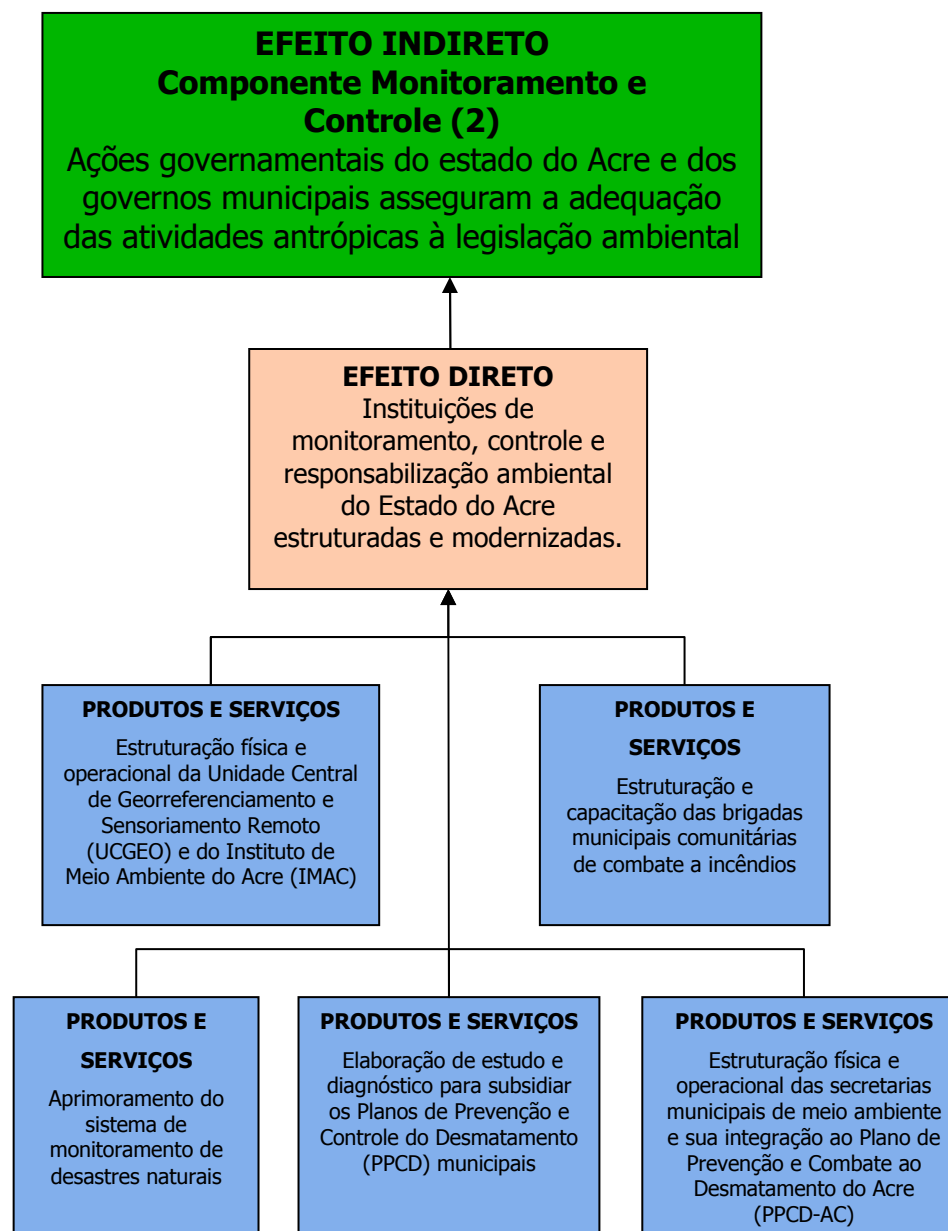 EFEITO INDIRETO
Componente Monitoramento e
Controle (2)
Ações governamentais do estado do Acre e dos
governos municipais asseguram a adequação
das atividades antrópicas à legislação ambiental
EFEITO DIRETO
Instituições de
monitoramento, controle e
responsabilização ambiental
do Estado do Acre
estruturadas e modernizadas.
PRODUTOS E SERVIÇOS
Estruturação física e
operacional da Unidade Central
de Georreferenciamento e
Sensoriamento Remoto
(UCGEO) e do Instituto de
Meio Ambiente do Acre (IMAC)
PRODUTOS E
SERVIÇOS
Estruturação e
capacitação das brigadas
municipais comunitárias
de combate a incêndios
PRODUTOS E
SERVIÇOS
Aprimoramento do
sistema de
monitoramento de
desastres naturais
PRODUTOS E SERVIÇOS
Elaboração de estudo e
diagnóstico para subsidiar
os Planos de Prevenção e
Controle do Desmatamento
(PPCD) municipais
PRODUTOS E SERVIÇOS
Estruturação física e
operacional das secretarias
municipais de meio ambiente
e sua integração ao Plano de
Prevenção e Combate ao
Desmatamento do Acre
(PPCD-AC)